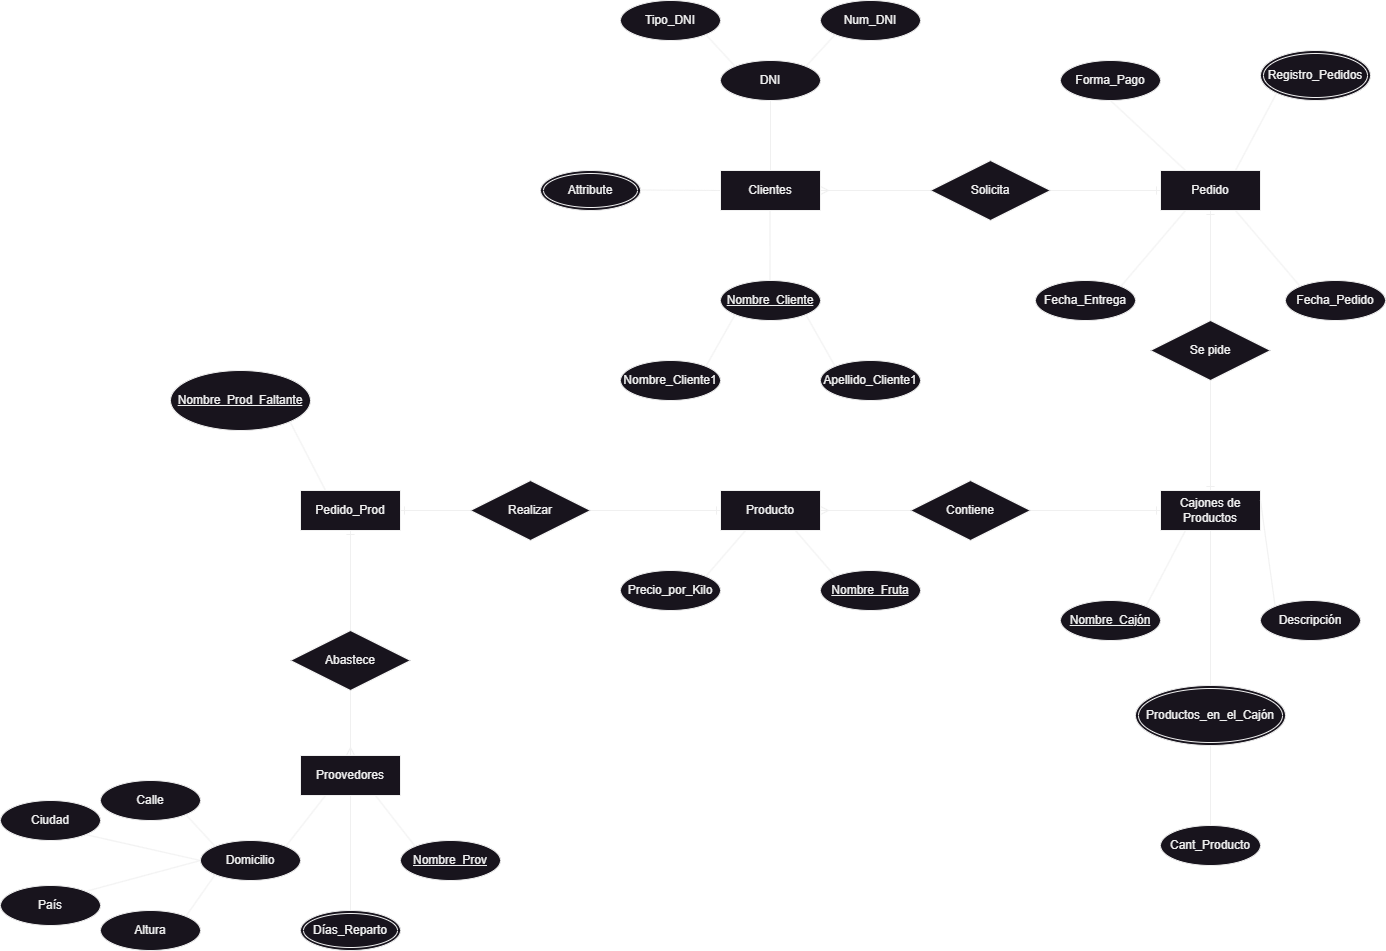 Tipo_DNI
Num_DNI
DNI
Forma_Pago
Registro_Pedidos
Attribute
Clientes
Solicita
Pedido
Nombre_Cliente
Fecha_Entrega
Fecha_Pedido
Nombre_Cliente1
Apellido_Cliente1
Se pide
Nombre_Prod_Faltante
Pedido_Prod
Realizar
Producto
Contiene
Cajones de
Productos
Precio_por_Kilo
Nombre_Fruta
Nombre_Cajón
Descripción
Abastece
Productos_en_el_Cajón
Proovedores
Calle
Ciudad
Domicilio
Nombre_Prov
Cant_Producto
País
Altura
Días_Reparto